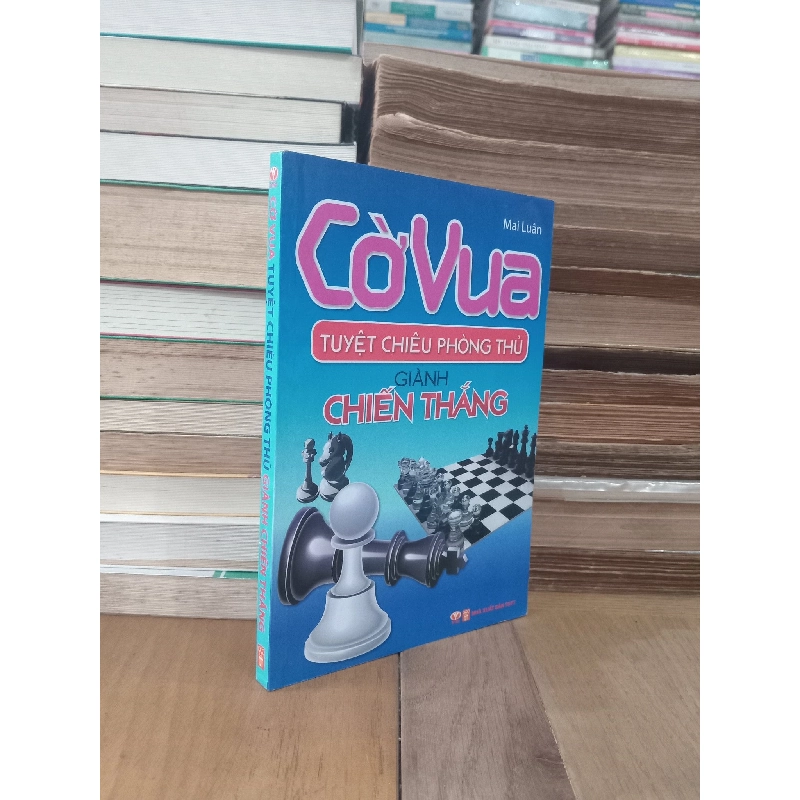 Mai Luân
CờVua
TUYỆT CHIÊU PHÒNG THỦ
GIÀNH
CHIẾN THẮNG
CỜ VUA TUYỆT CHIÊU PHÒNG THỦ GIÀNH CHIẾN THẮNG